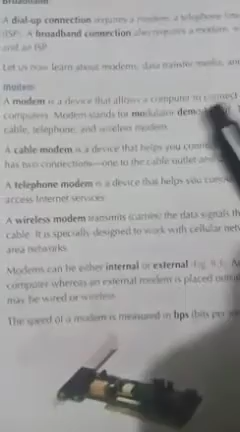 Broadband
A dial-up connection requires a modem, a telephone line
(ISP). A broadband connection also requires a modem,
and an ISP
Let us now learn about modems, data transfer media, and
Modem
A modem is a device that allows a computer to connect
computers. Modem stands for modulator
cable, telephone, and wireless modem.
A cable modem is a device that helps you connect
has two connections—one to the cable outlet and
A telephone modem is a device that helps you connect
access Internet services
A wireless modem transmits (carries) the data signals
cable. It is specially designed to work with cellular
area networks.
Modems can be either internal or external
computer whereas an external modem is placed
may be wired or wireless.
The speed of a modem is measured in bps (bits per